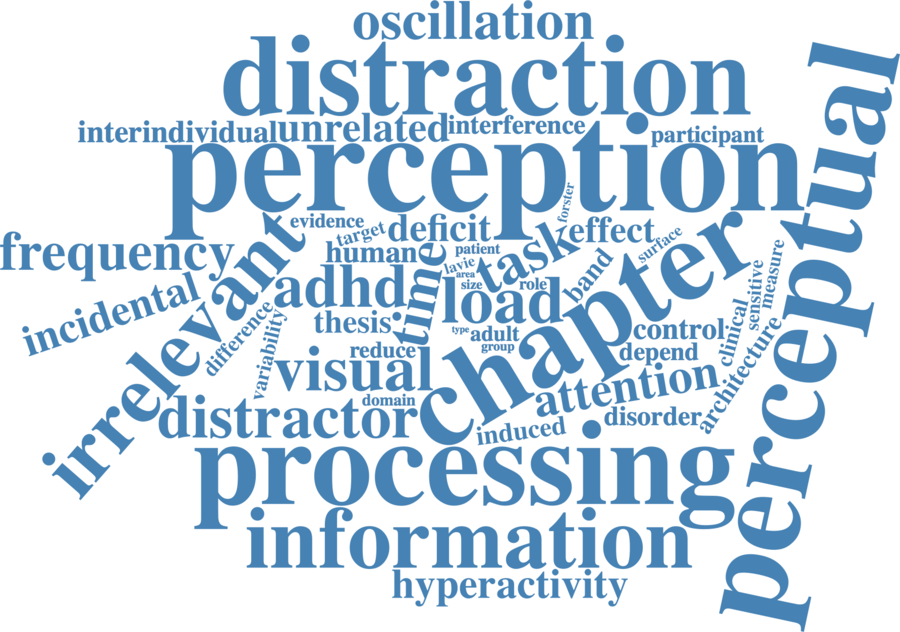 oscillation
distraction
interindividual unrelated interference participant
perception
perceptual
forster
evidence target deficit effect
human patient task surface
frequency
irrelevant
time
lavie
area
size role band
chapter
measure
sensitive
incidental
adhd
load
clinical
difference
variability
thesis
type adult control
reduce group depend
architecture
visual
domain
attention
distractor
induced disorder
processing
information
hyperactivity